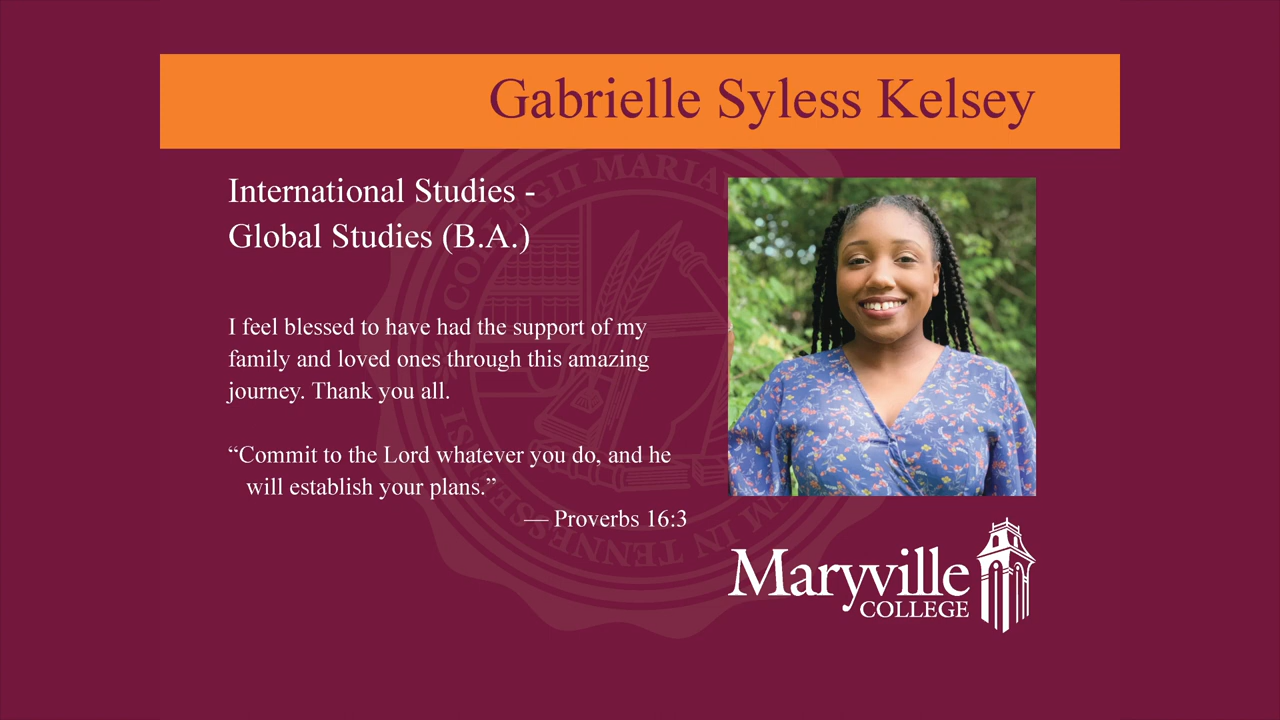 Gabrielle Syless Kelsey
International Studies -
Global Studies (B.A.)
I feel blessed to have had the support of my
family and loved ones through this amazing
journey. Thank you all.
“Commit to the Lord whatever you do, and he
will establish your plans.”
— Proverbs 16:3
Maryville
COLLEGE